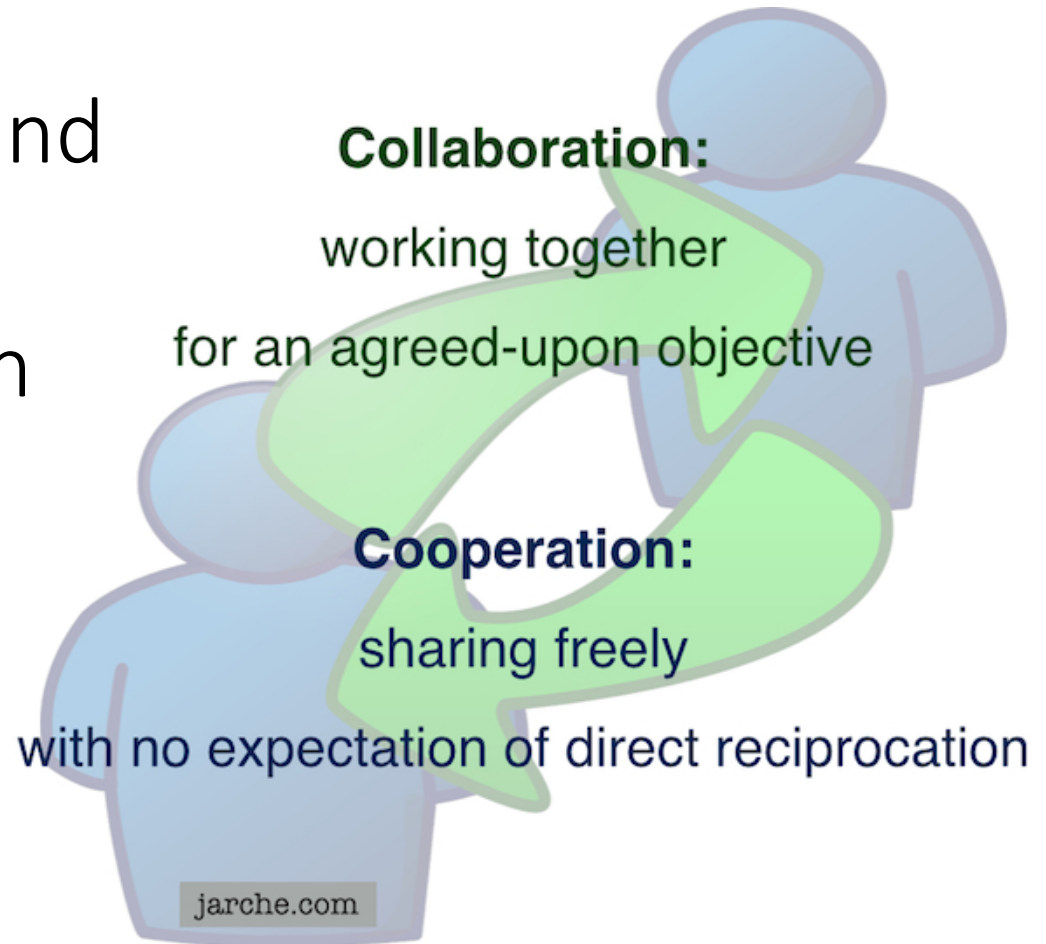 nd
n
Collaboration:
working together
for an agreed-upon objective
Cooperation:
sharing freely
with no expectation of direct reciprocation
jarche.com